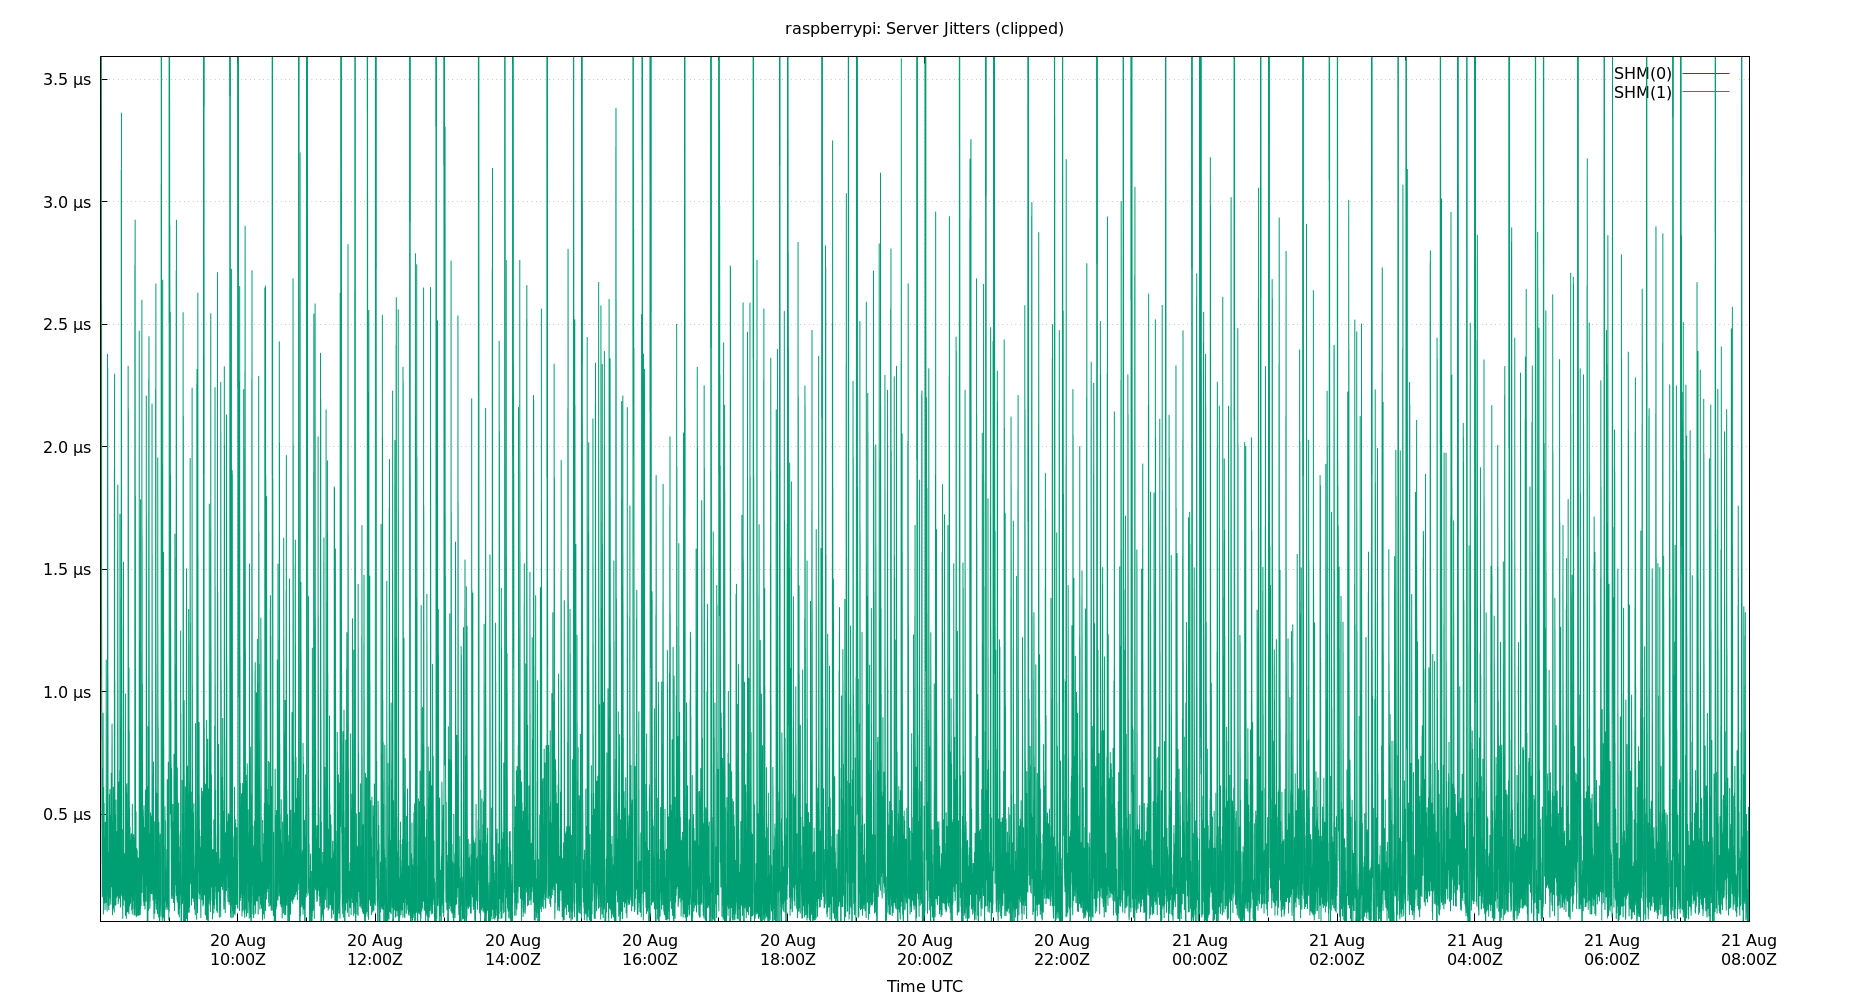 raspberrypi: Server Jitters (clipped)
SHM(0)
SHM(1)
3.5 µs
3.0 µs
2.5 µs
2.0 µs
1.5 µs
1.0 µs
0.5 µs
20 Aug 20 Aug 20 Aug 20 Aug 20 Aug 20 Aug 20 Aug 21 Aug 21 Aug 21 Aug 21 Aug 21 Aug
10:00Z 12:00Z 14:00Z 16:00Z 18:00Z 20:00Z 22:00Z 00:00Z 02:00Z 04:00Z 06:00Z 08:00Z
Time UTC